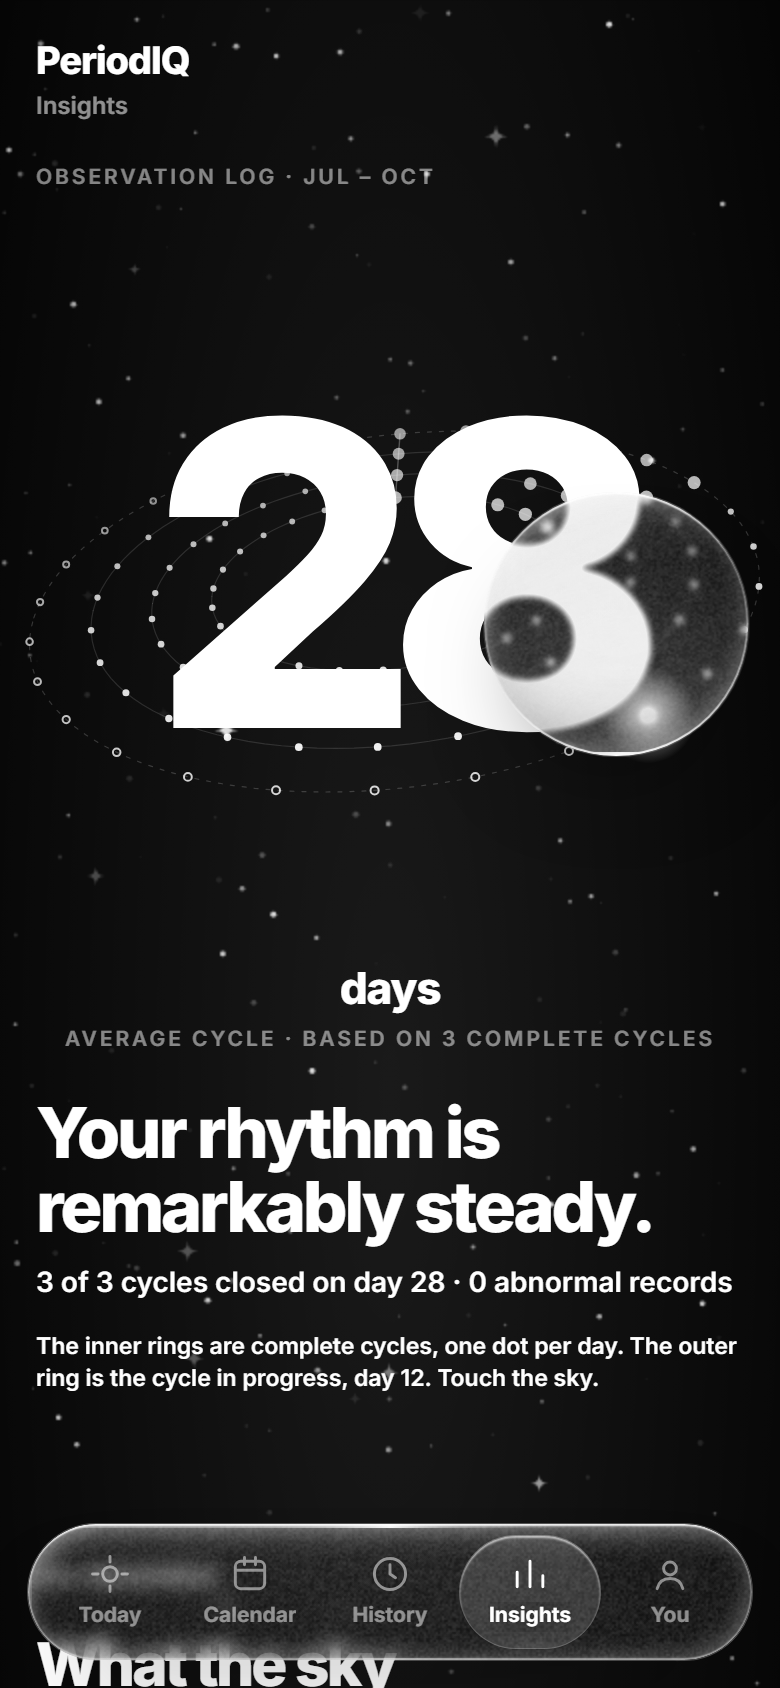 PeriodIQ
Insights
OBSERVATION LOG · JUL – OCT
28
days
AVERAGE CYCLE · BASED ON 3 COMPLETE CYCLES
Your rhythm is
remarkably steady.
3 of 3 cycles closed on day 28 · 0 abnormal records
The inner rings are complete cycles, one dot per day. The outer
ring is the cycle in progress, day 12. Touch the sky.
Today Calendar History Insights You
What the sky